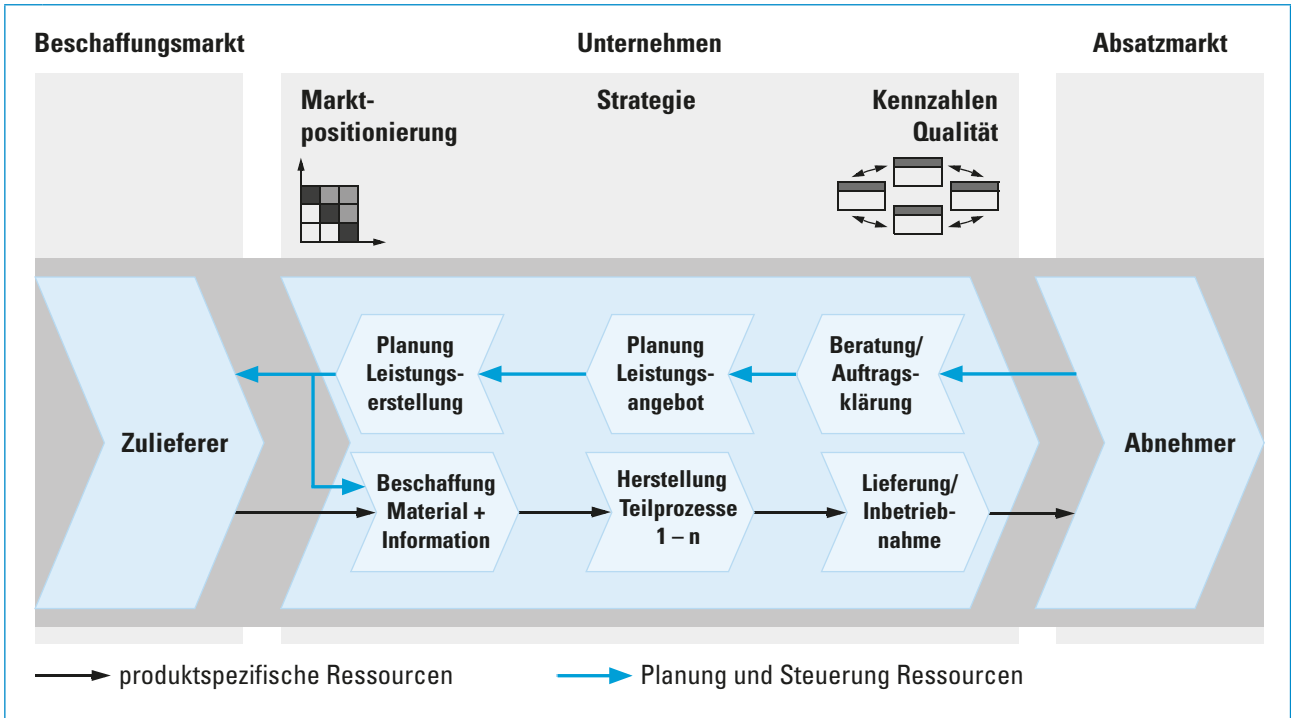 Beschaffungsmarkt
Unternehmen
Absatzmarkt
Markt-
positionierung
Strategie
Kennzahlen
Qualität
Zulieferer
Planung
Leistungs-
erstellung
Planung
Leistungs-
angebot
Beratung/
Auftrags-
klärung
Beschaffung
Material +
Information
Herstellung
Teilprozesse
1 – n
Lieferung/
Inbetrieb-
nahme
Abnehmer
produktspezifische Ressourcen
Planung und Steuerung Ressourcen